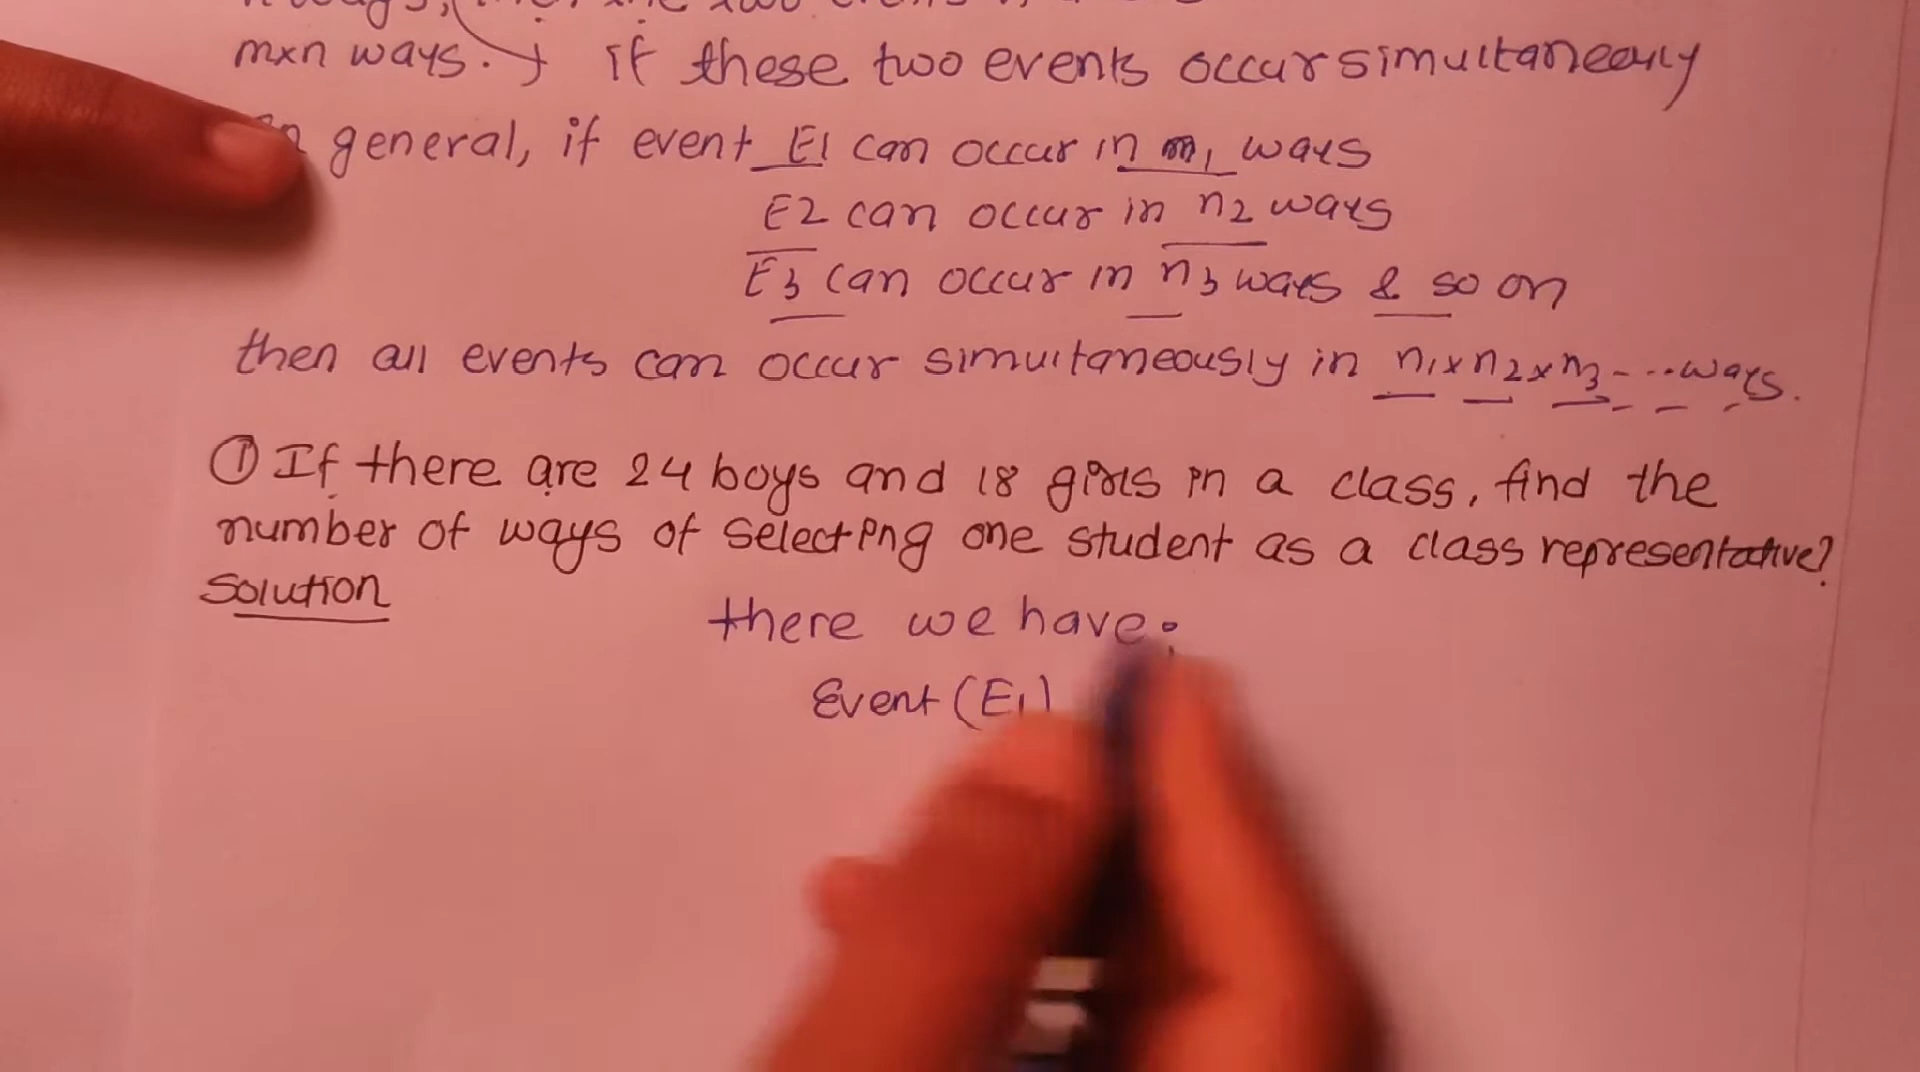 m×n ways. → if these two events occur simultaneously
general, if event E1 can occur in m1 ways
E2 can occur in n2 ways
E3 can occur in n3 ways & so on
then all events can occur simultaneously in n1×n2×n3-...ways.
① If there are 24 boys and 18 girls in a class, find the
number of ways of selecting one student as a class representative?
Solution
there we have;
Event (E1)